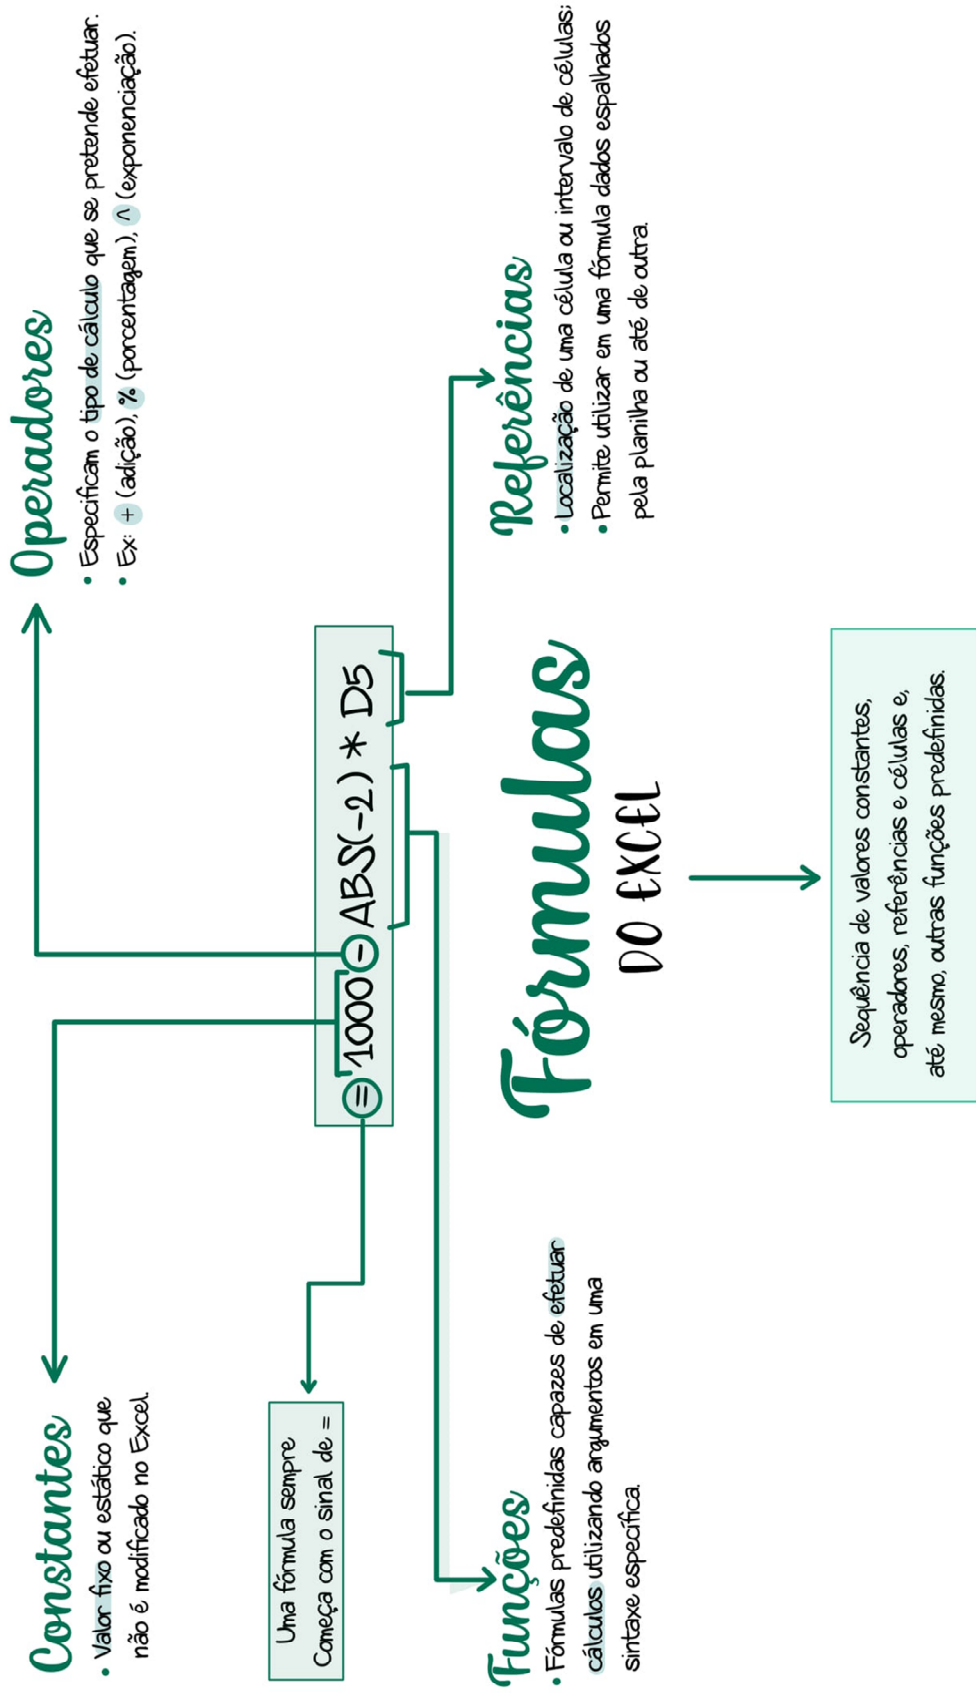 Constantes
• Valor fixo ou estático que
não é modificado no Excel.
Operadores
• Especificam o tipo de cálculo que se pretende efetuar.
• Ex: + (adição), % (porcentagem), ^ (exponenciação).
Uma fórmula sempre
Começa com o sinal de =
= 1000 - ABS(-2) * D5
Funções
• Fórmulas predefinidas capazes de efetuar
cálculos utilizando argumentos em uma
sintaxe específica.
Fórmulas
DO EXCEL
Referências
• Localização de uma célula ou intervalo de células;
• Permite utilizar em uma fórmula dados espalhados
pela planilha ou até de outra.
Sequência de valores constantes,
operadores, referências e células e,
até mesmo, outras funções predefinidas.